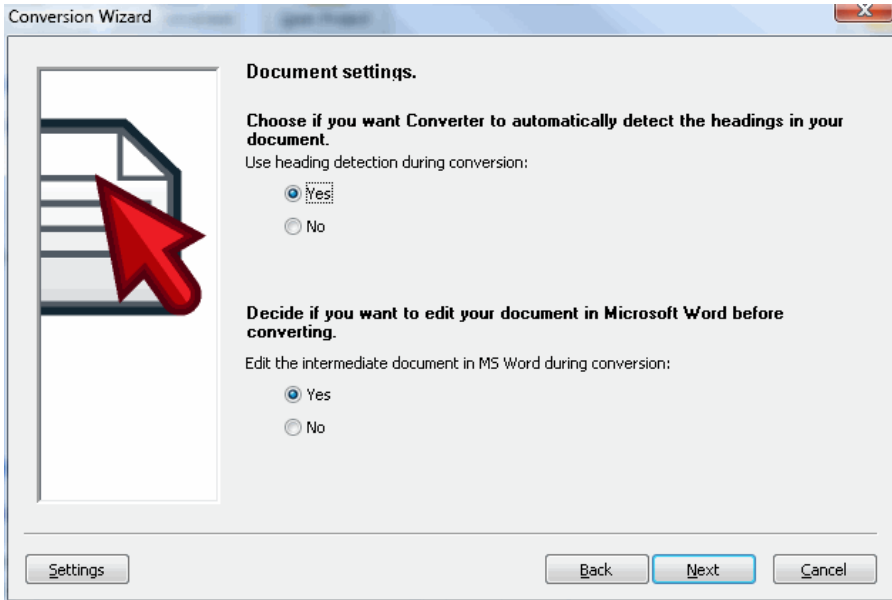 Conversion Wizard
Document settings.
Choose if you want Converter to automatically detect the headings in your
document.
Use heading detection during conversion:
Yes
No
Decide if you want to edit your document in Microsoft Word before
converting.
Edit the intermediate document in MS Word during conversion:
Yes
No
Settings
Back
Next
Cancel